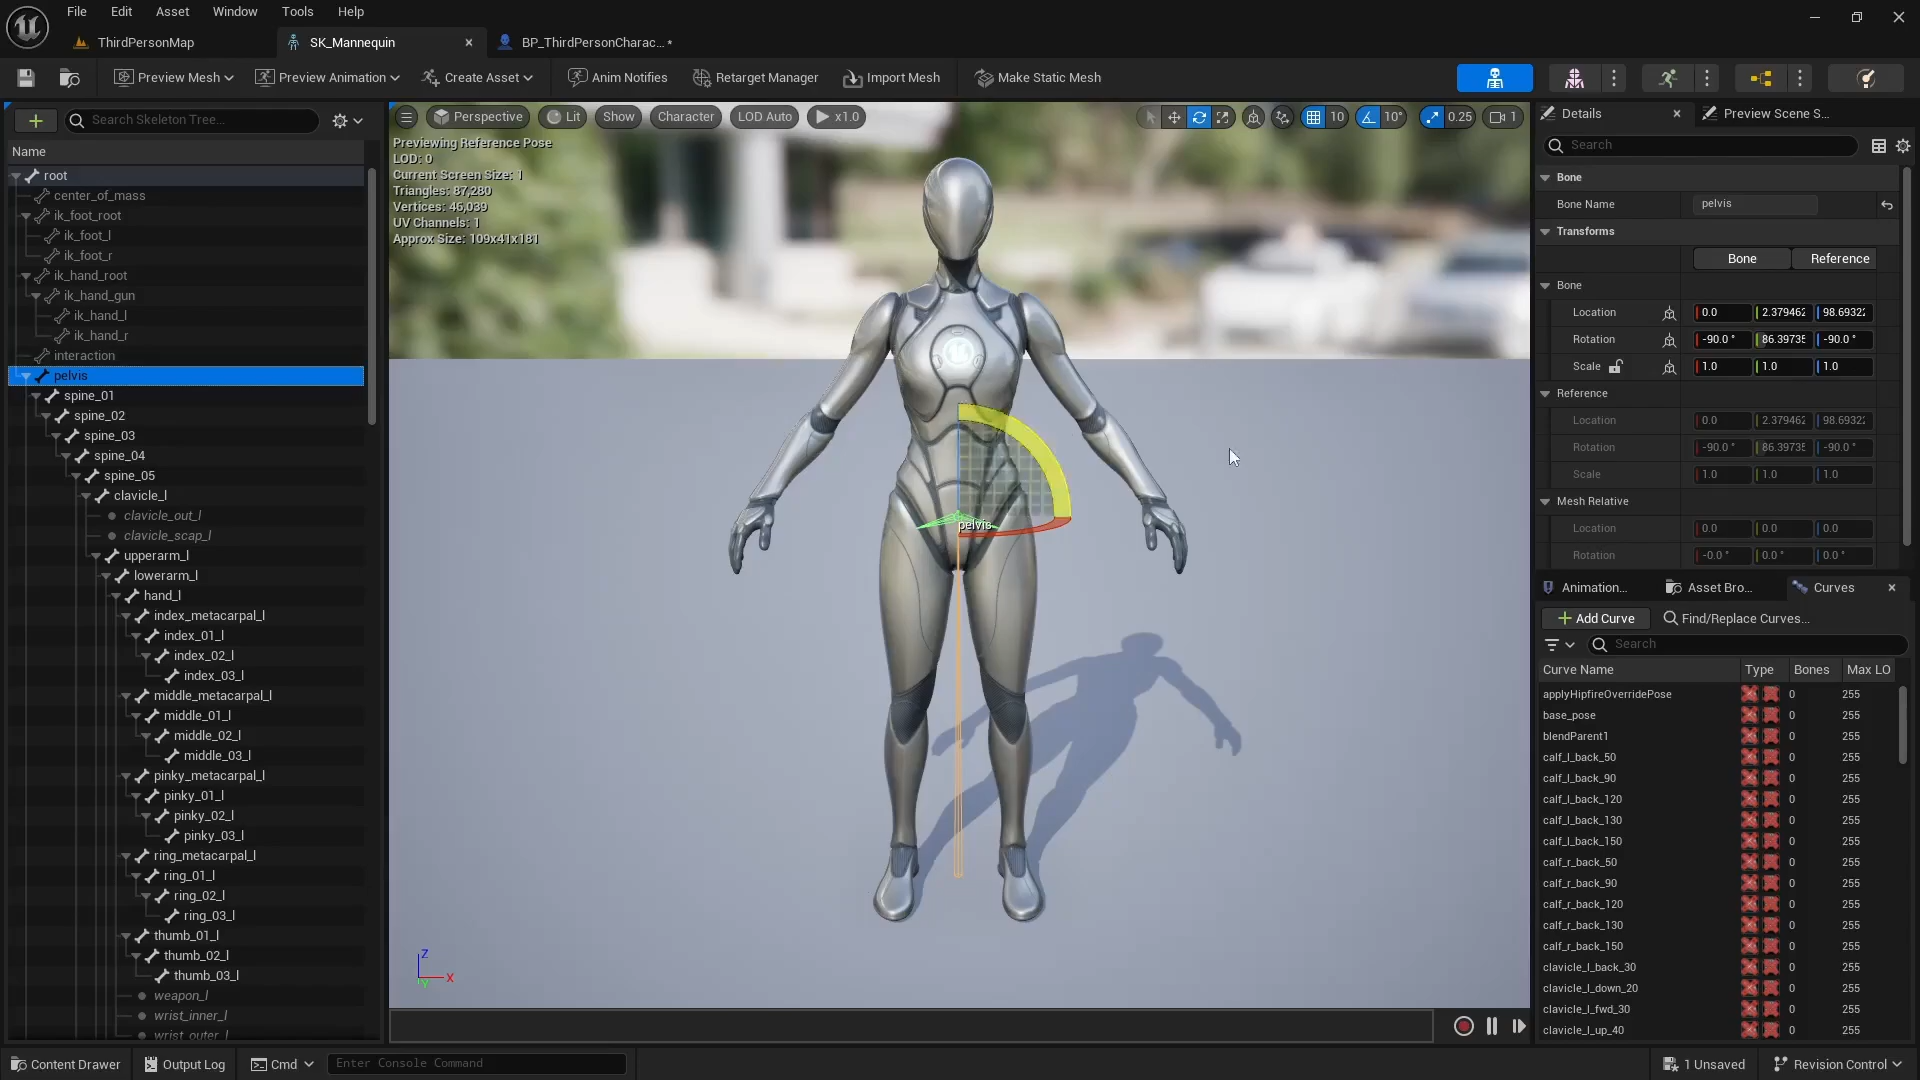 File Edit Asset Window Tools Help
ThirdPersonMap SK_Mannequin BP_ThirdPersonCharac... *
Preview Mesh Preview Animation Create Asset Anim Notifies Retarget Manager Import Mesh Make Static Mesh
Search Skeleton Tree...
Name
root
center_of_mass
ik_foot_root
ik_foot_l
ik_foot_r
ik_hand_root
ik_hand_gun
ik_hand_l
ik_hand_r
interaction
pelvis
spine_01
spine_02
spine_03
spine_04
spine_05
clavicle_l
clavicle_out_l
clavicle_scap_l
upperarm_l
lowerarm_l
hand_l
index_metacarpal_l
index_01_l
index_02_l
index_03_l
middle_metacarpal_l
middle_01_l
middle_02_l
middle_03_l
pinky_metacarpal_l
pinky_01_l
pinky_02_l
pinky_03_l
ring_metacarpal_l
ring_01_l
ring_02_l
ring_03_l
thumb_01_l
thumb_02_l
thumb_03_l
weapon_l
wrist_inner_l
wrist_outer_l
Perspective Lit Show Character LOD Auto x1.0 10 10° 0.25 1
Previewing Reference Pose
LOD: 0
Current Screen Size: 1
Triangles: 87,280
Vertices: 46,039
UV Channels: 1
Approx Size: 109x41x181
pelvis
Z
X
Y
Details Preview Scene S...
Search
Bone
Bone Name pelvis
Transforms
Bone Reference
Bone
Location 0.0 2.379462 98.69322
Rotation -90.0 ° 86.39735 -90.0 °
Scale 1.0 1.0 1.0
Reference
Location 0.0 2.379462 98.69322
Rotation -90.0 ° 86.39735 -90.0 °
Scale 1.0 1.0 1.0
Mesh Relative
Location 0.0 0.0 0.0
Rotation -0.0 ° 0.0 ° 0.0 °
Animation... Asset Bro... Curves
Add Curve Find/Replace Curves...
Search
Curve Name Type Bones Max LO
applyHipfireOverridePose 0 255
base_pose 0 255
blendParent1 0 255
calf_l_back_50 0 255
calf_l_back_90 0 255
calf_l_back_120 0 255
calf_l_back_130 0 255
calf_l_back_150 0 255
calf_r_back_50 0 255
calf_r_back_90 0 255
calf_r_back_120 0 255
calf_r_back_130 0 255
calf_r_back_150 0 255
clavicle_l_back_30 0 255
clavicle_l_down_20 0 255
clavicle_l_fwd_30 0 255
clavicle_l_up_40 0 255
Content Drawer Output Log Cmd Enter Console Command 1 Unsaved Revision Control